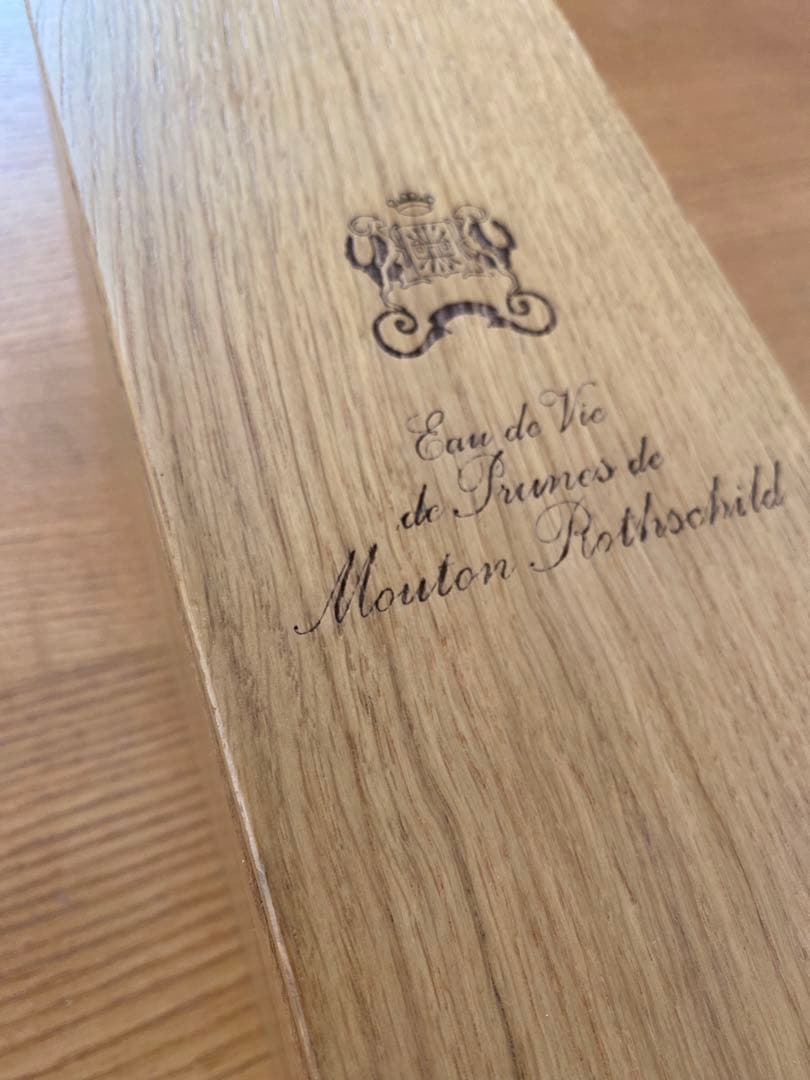 Eau de Vie
de Prunes de
Mouton Rothschild